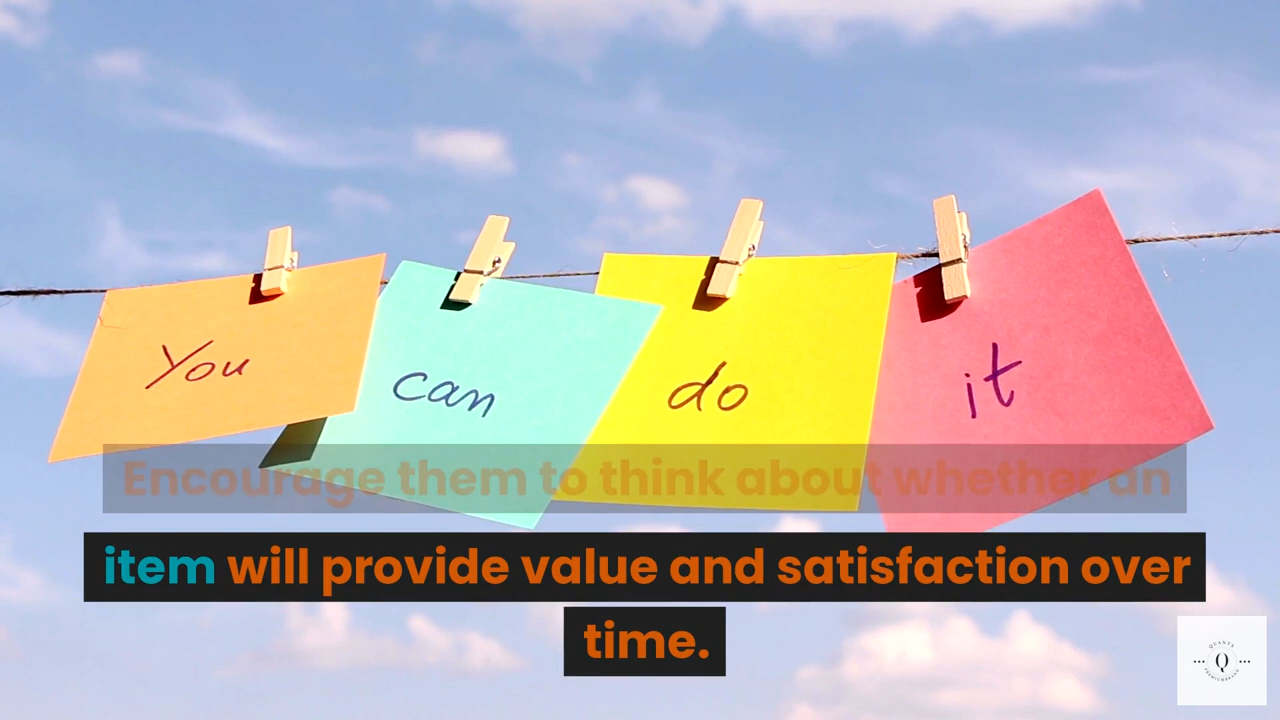 You can do it
Encourage them to think about whether an
item will provide value and satisfaction over
time.
Q